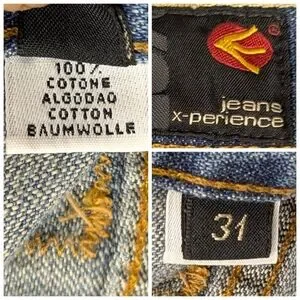 100%
COTONE
ALGODAO
COTTON
BAUMWOLLE
®
jeans
x-perience
31